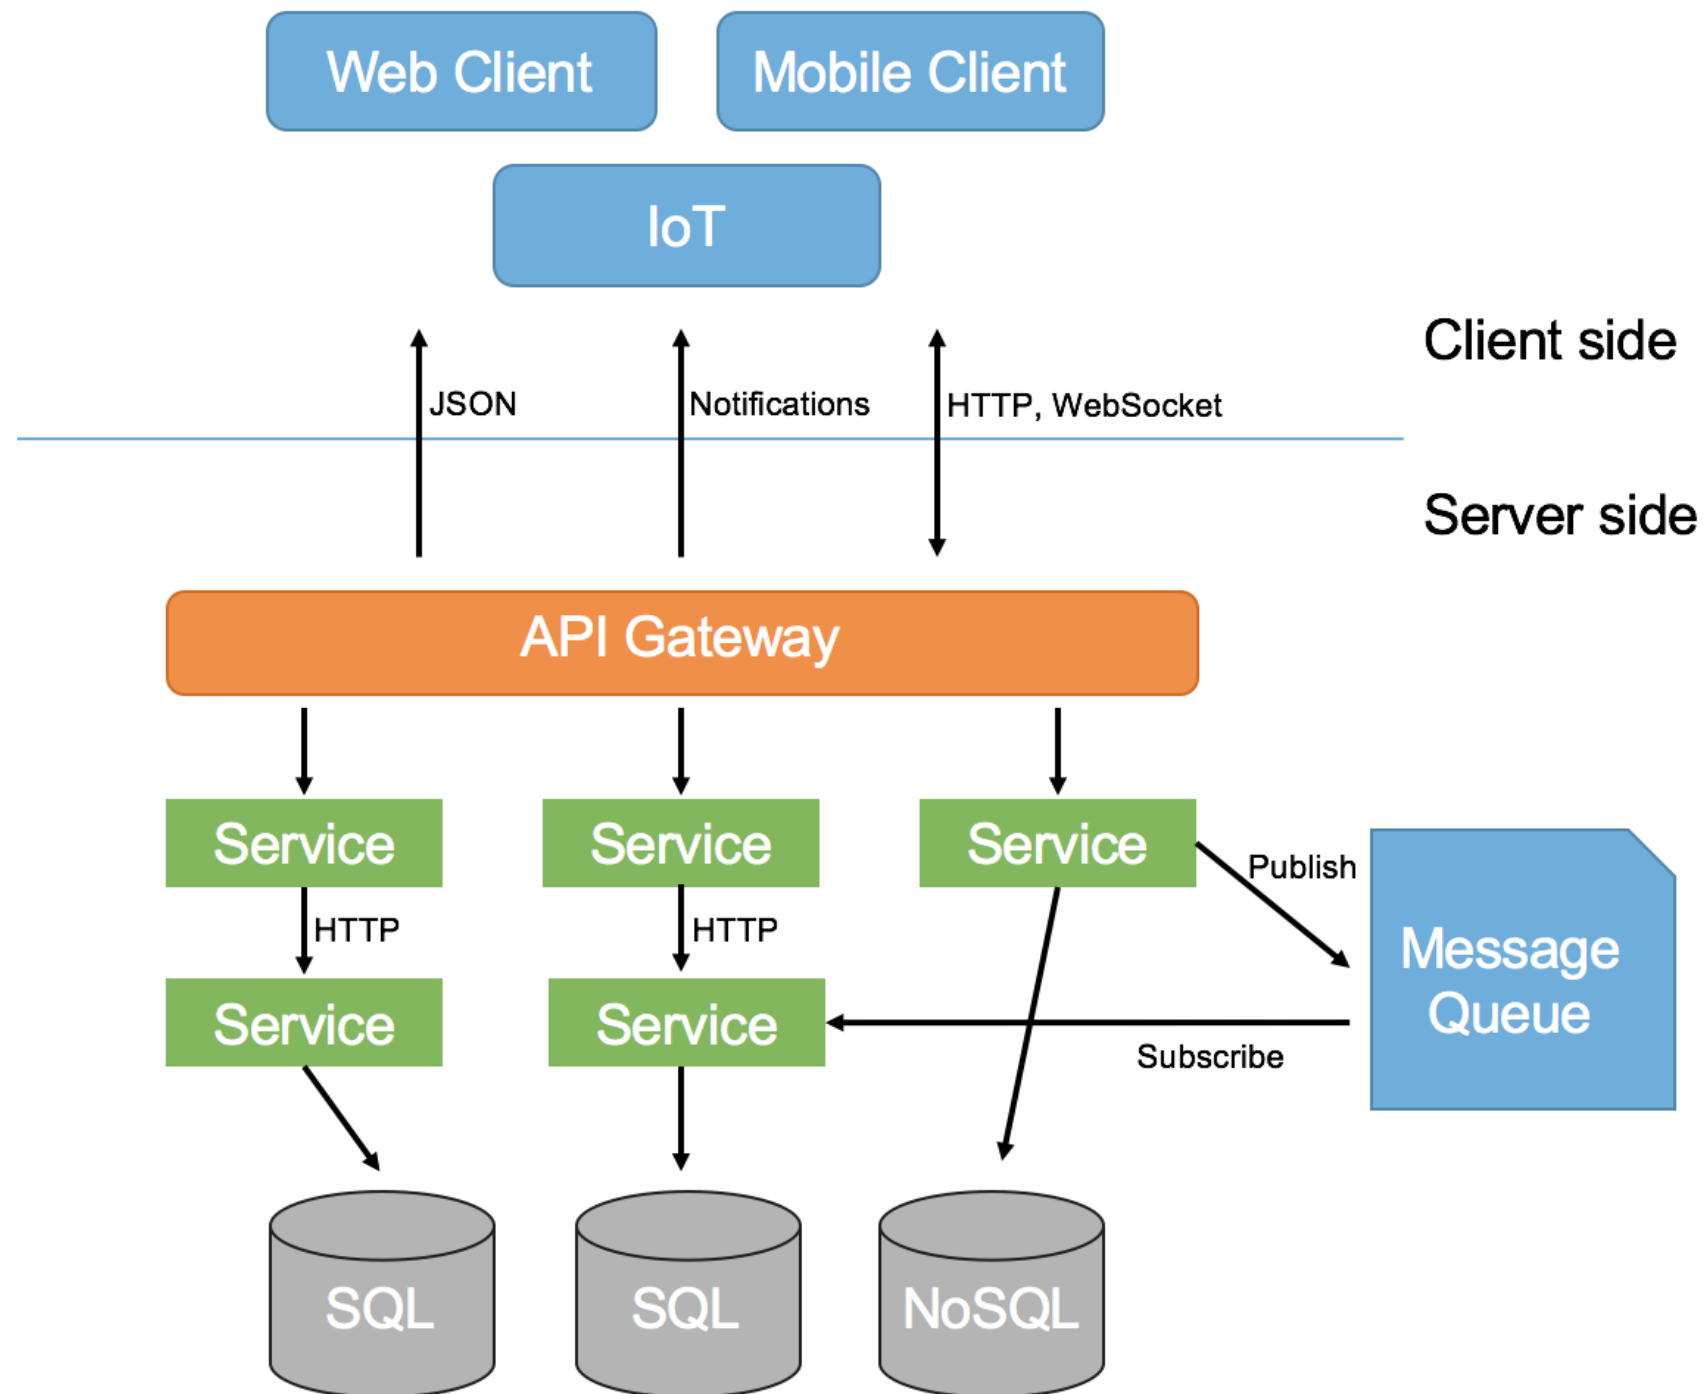 Web Client
Mobile Client
IoT
Client side
JSON
Notifications
HTTP, WebSocket
Server side
API Gateway
Service
Service
Service
Publish
HTTP
HTTP
Message
Queue
Service
Service
Subscribe
SQL
SQL
NoSQL